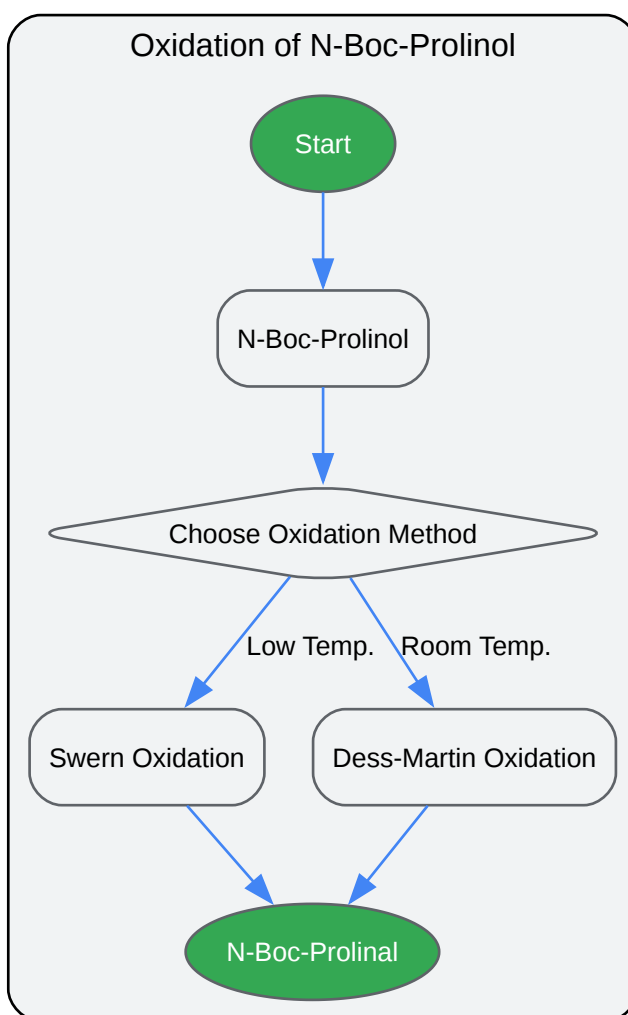 Oxidation of N-Boc-Prolinol
Start
N-Boc-Prolinol
Choose Oxidation Method
Low Temp.
Room Temp.
Swern Oxidation
Dess-Martin Oxidation
N-Boc-Prolinal